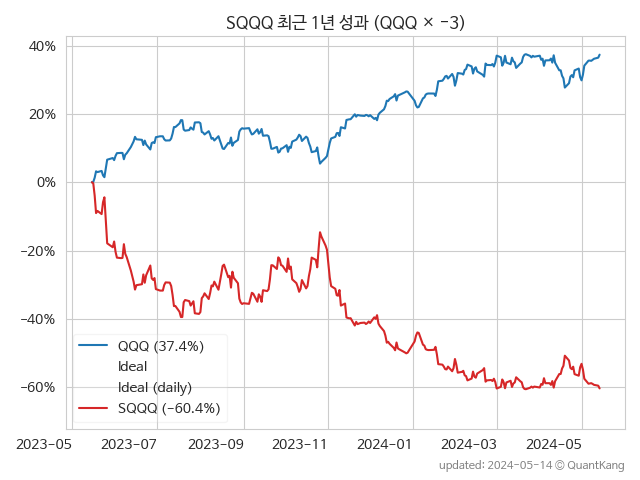 SQQQ 최근 1년 성과 (QQQ × −3)
40%
20%
0%
−20%
−40%
−60%
QQQ (37.4%)
Ideal
Ideal (daily)
SQQQ (−60.4%)
2023-05
2023-07
2023-09
2023-11
2024-01
2024-03
2024-05
updated: 2024-05-14 © QuantKang